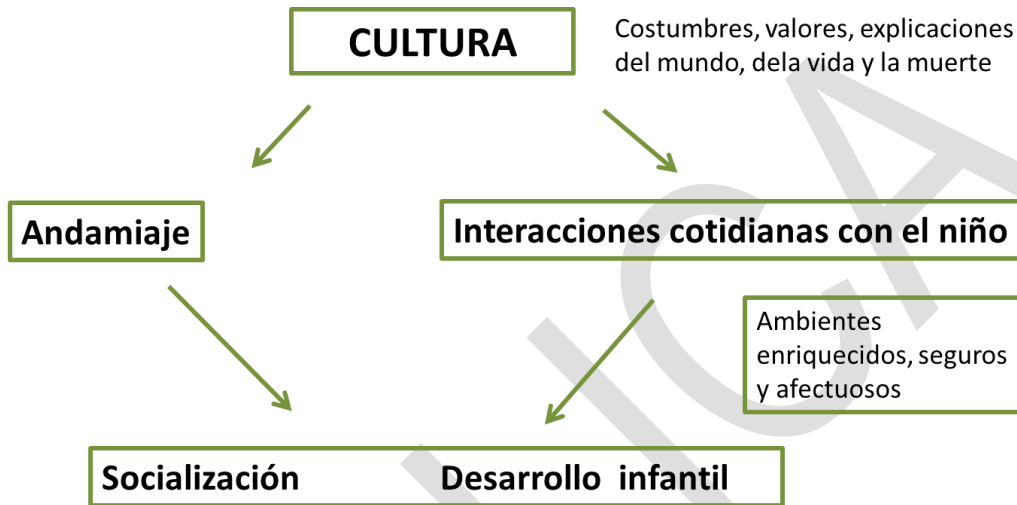 CULTURA
Costumbres, valores, explicaciones
del mundo, dela vida y la muerte
Andamiaje
Interacciones cotidianas con el niño
Ambientes
enriquecidos, seguros
y afectuosos
Socialización Desarrollo infantil
ICA